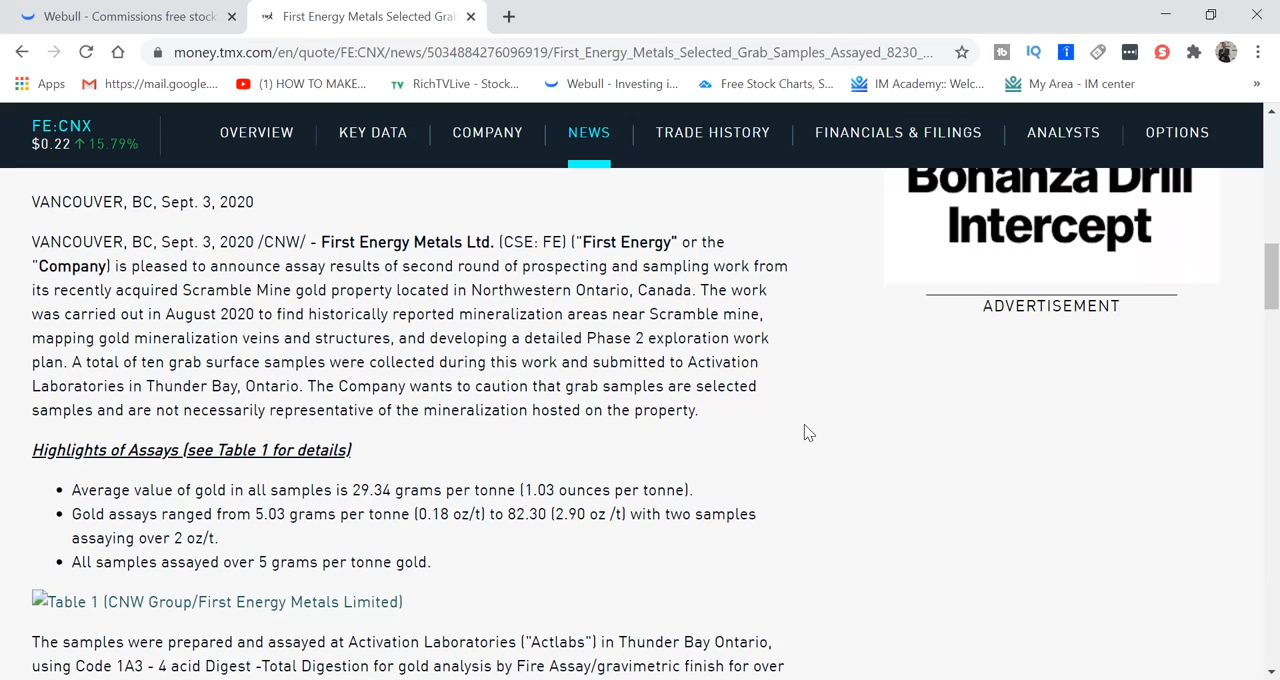 Webull - Commissions free stock
First Energy Metals Selected Gra
money.tmx.com/en/quote/FE:CNX/news/5034884276096919/First_Energy_Metals_Selected_Grab_Samples_Assayed_8230_...
Apps
https://mail.google....
(1) HOW TO MAKE...
RichTVLive - Stock...
Webull - Investing i...
Free Stock Charts, S...
IM Academy:: Welc...
My Area - IM center
»
FE:CNX
$0.22 ↑ 15.79%
OVERVIEW
KEY DATA
COMPANY
NEWS
TRADE HISTORY
FINANCIALS & FILINGS
ANALYSTS
OPTIONS
Bonanza Drill
Intercept
ADVERTISEMENT
VANCOUVER, BC, Sept. 3, 2020
VANCOUVER, BC, Sept. 3, 2020 /CNW/ - First Energy Metals Ltd. (CSE: FE) ("First Energy" or the
"Company) is pleased to announce assay results of second round of prospecting and sampling work from
its recently acquired Scramble Mine gold property located in Northwestern Ontario, Canada. The work
was carried out in August 2020 to find historically reported mineralization areas near Scramble mine,
mapping gold mineralization veins and structures, and developing a detailed Phase 2 exploration work
plan. A total of ten grab surface samples were collected during this work and submitted to Activation
Laboratories in Thunder Bay, Ontario. The Company wants to caution that grab samples are selected
samples and are not necessarily representative of the mineralization hosted on the property.
Highlights of Assays (see Table 1 for details)
• Average value of gold in all samples is 29.34 grams per tonne (1.03 ounces per tonne).
• Gold assays ranged from 5.03 grams per tonne (0.18 oz/t) to 82.30 (2.90 oz /t) with two samples
assaying over 2 oz/t.
• All samples assayed over 5 grams per tonne gold.
Table 1 (CNW Group/First Energy Metals Limited)
The samples were prepared and assayed at Activation Laboratories ("Actlabs") in Thunder Bay Ontario,
using Code 1A3 - 4 acid Digest -Total Digestion for gold analysis by Fire Assay/gravimetric finish for over